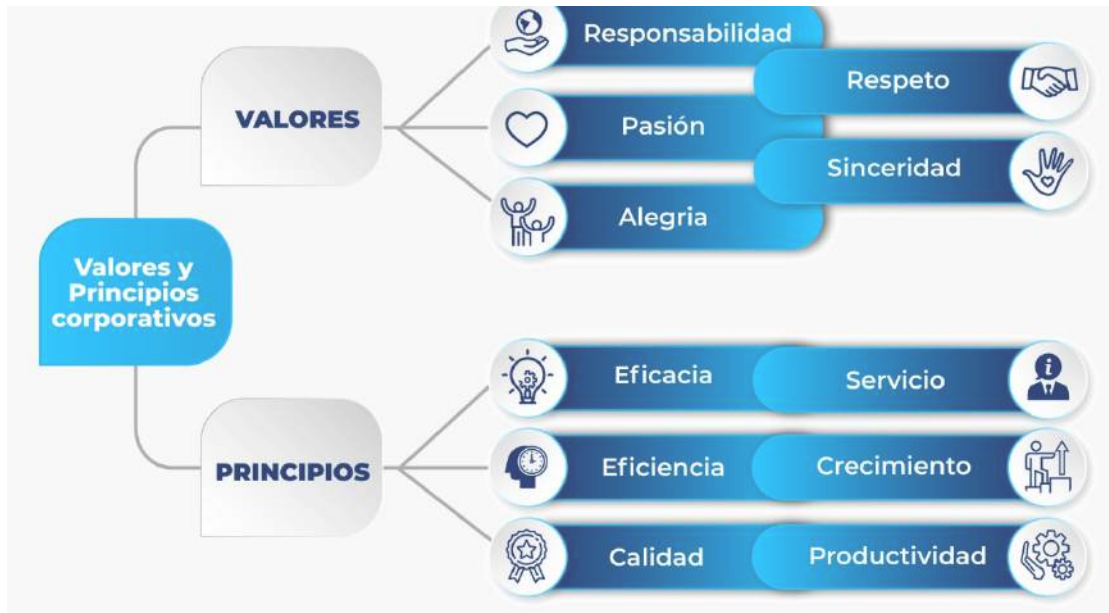 Responsabilidad
Respeto
VALORES
Pasión
Sinceridad
Alegria
Valores y
Principios
corporativos
Eficacia
Servicio
PRINCIPIOS
Eficiencia
Crecimiento
Calidad
Productividad